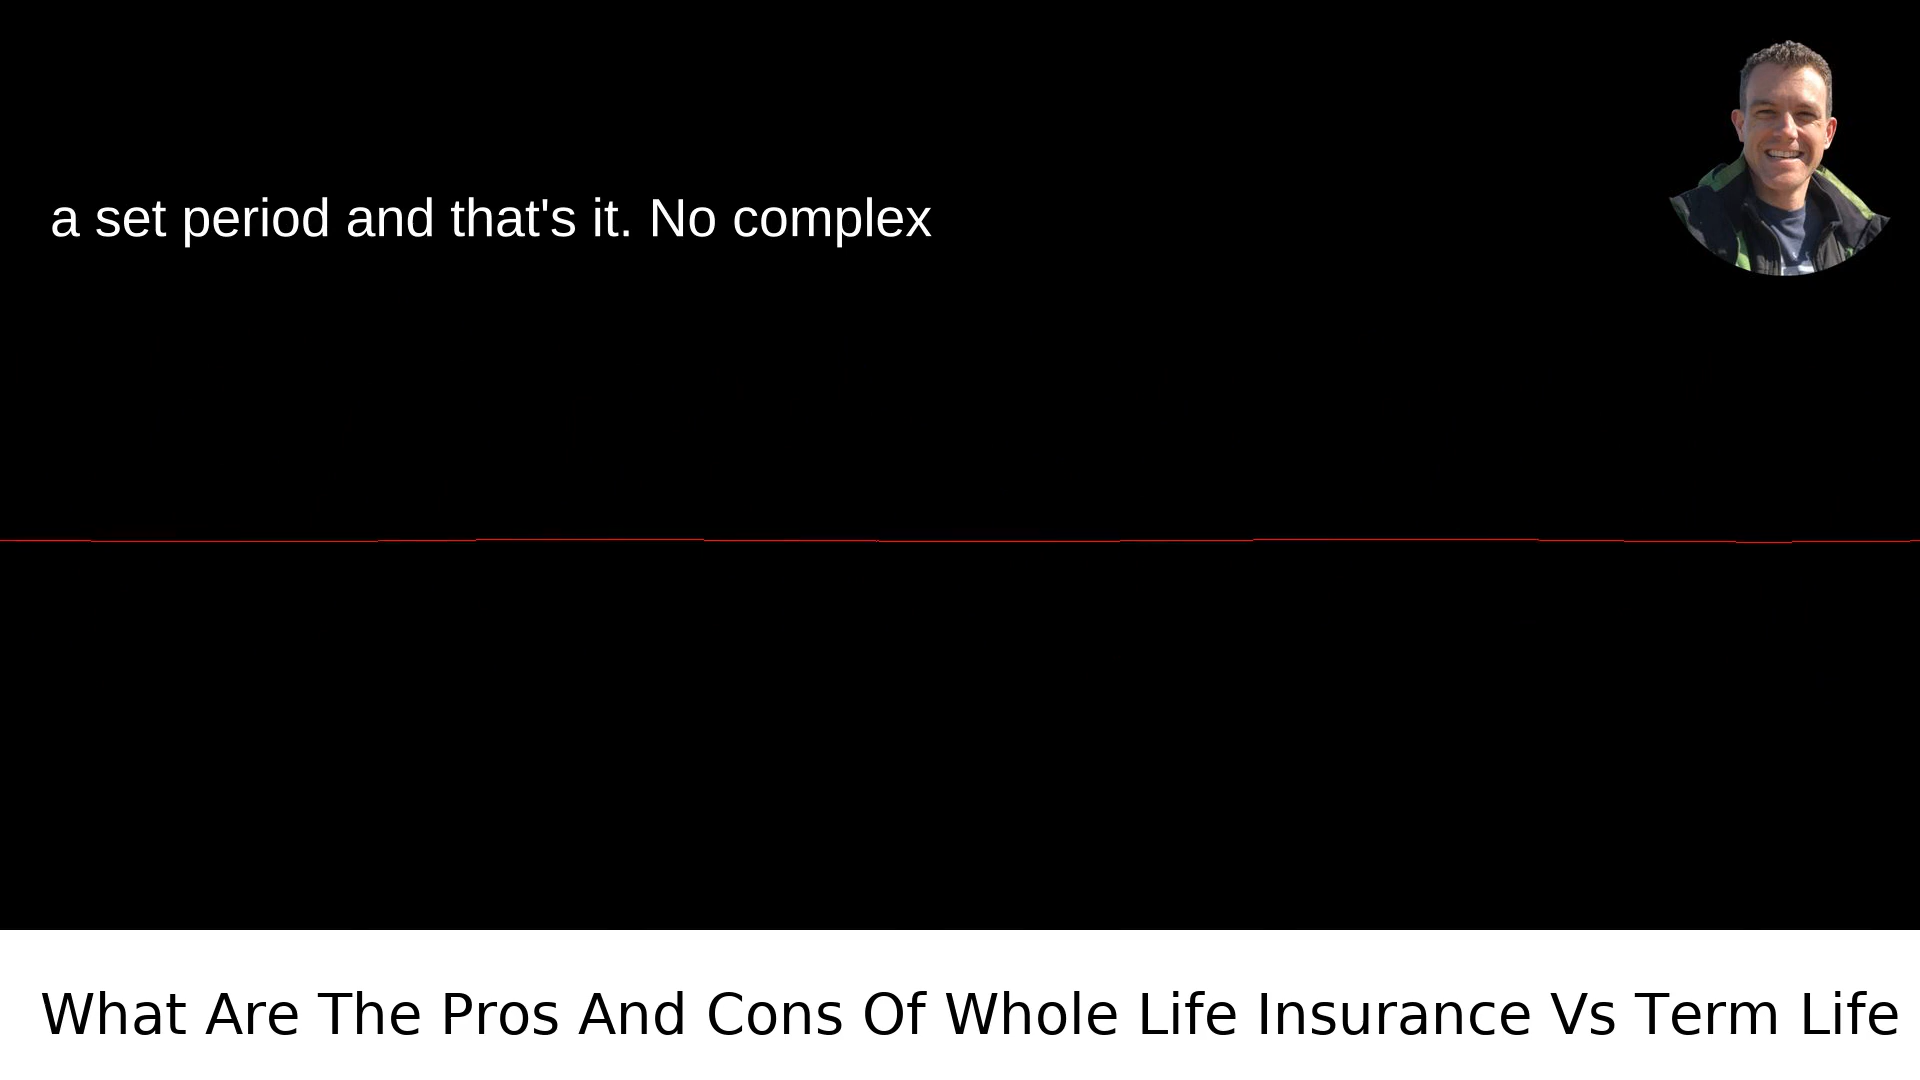 a set period and that's it. No complex
What Are The Pros And Cons Of Whole Life Insurance Vs Term Life